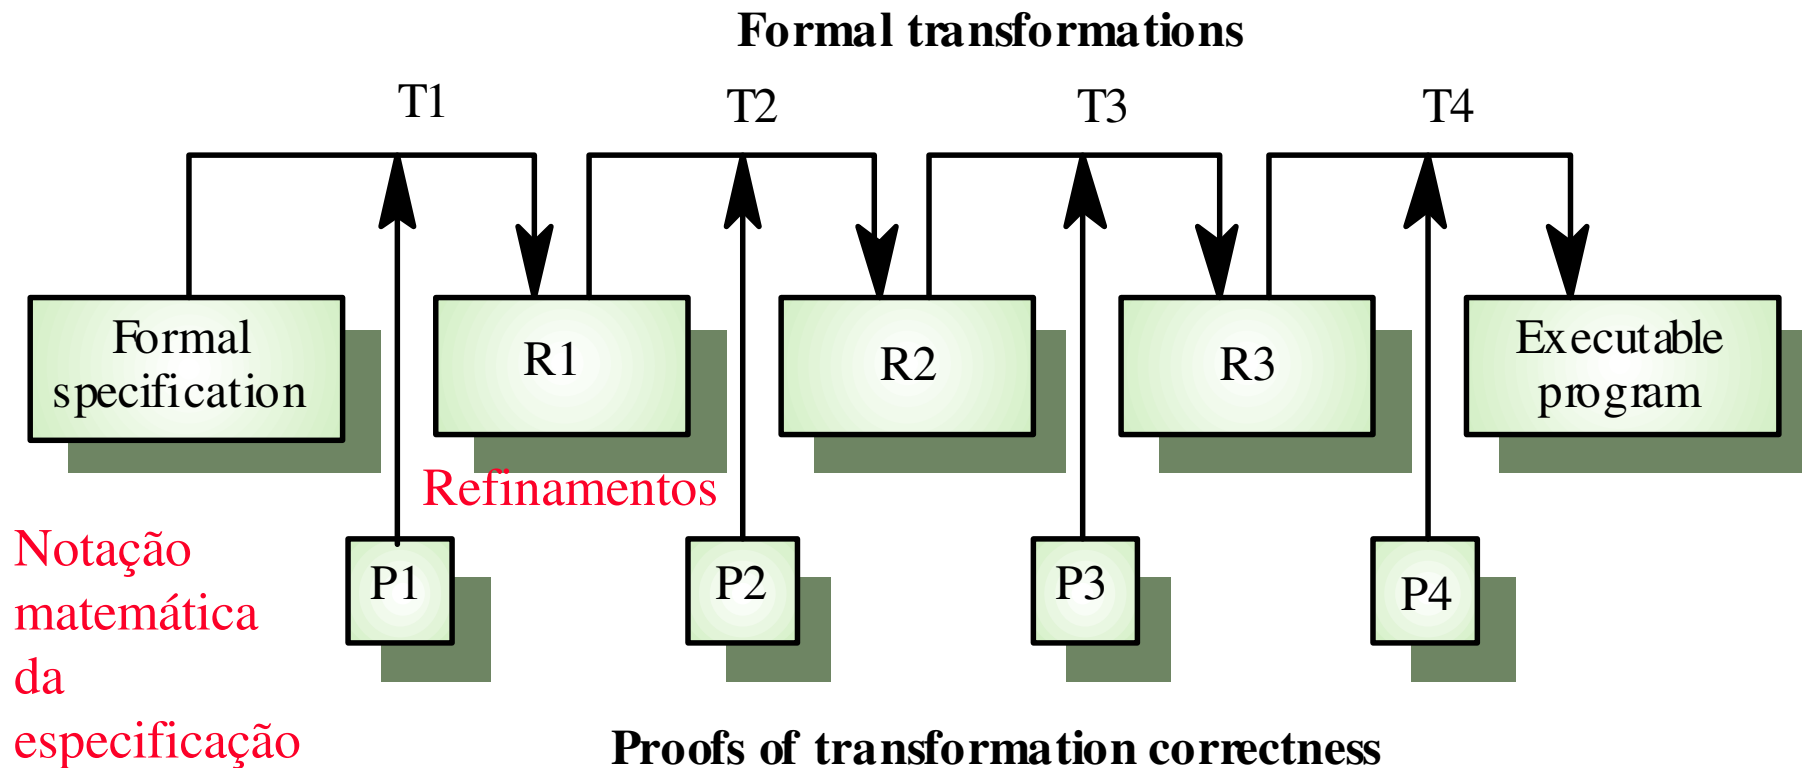 Formal transformations
T1
T2
T3
T4
Formal
specification
R1
R2
R3
Executable
program
Refinamentos
Notação
matemática
da
especificação
P1
P2
P3
P4
Proofs of transformation correctness